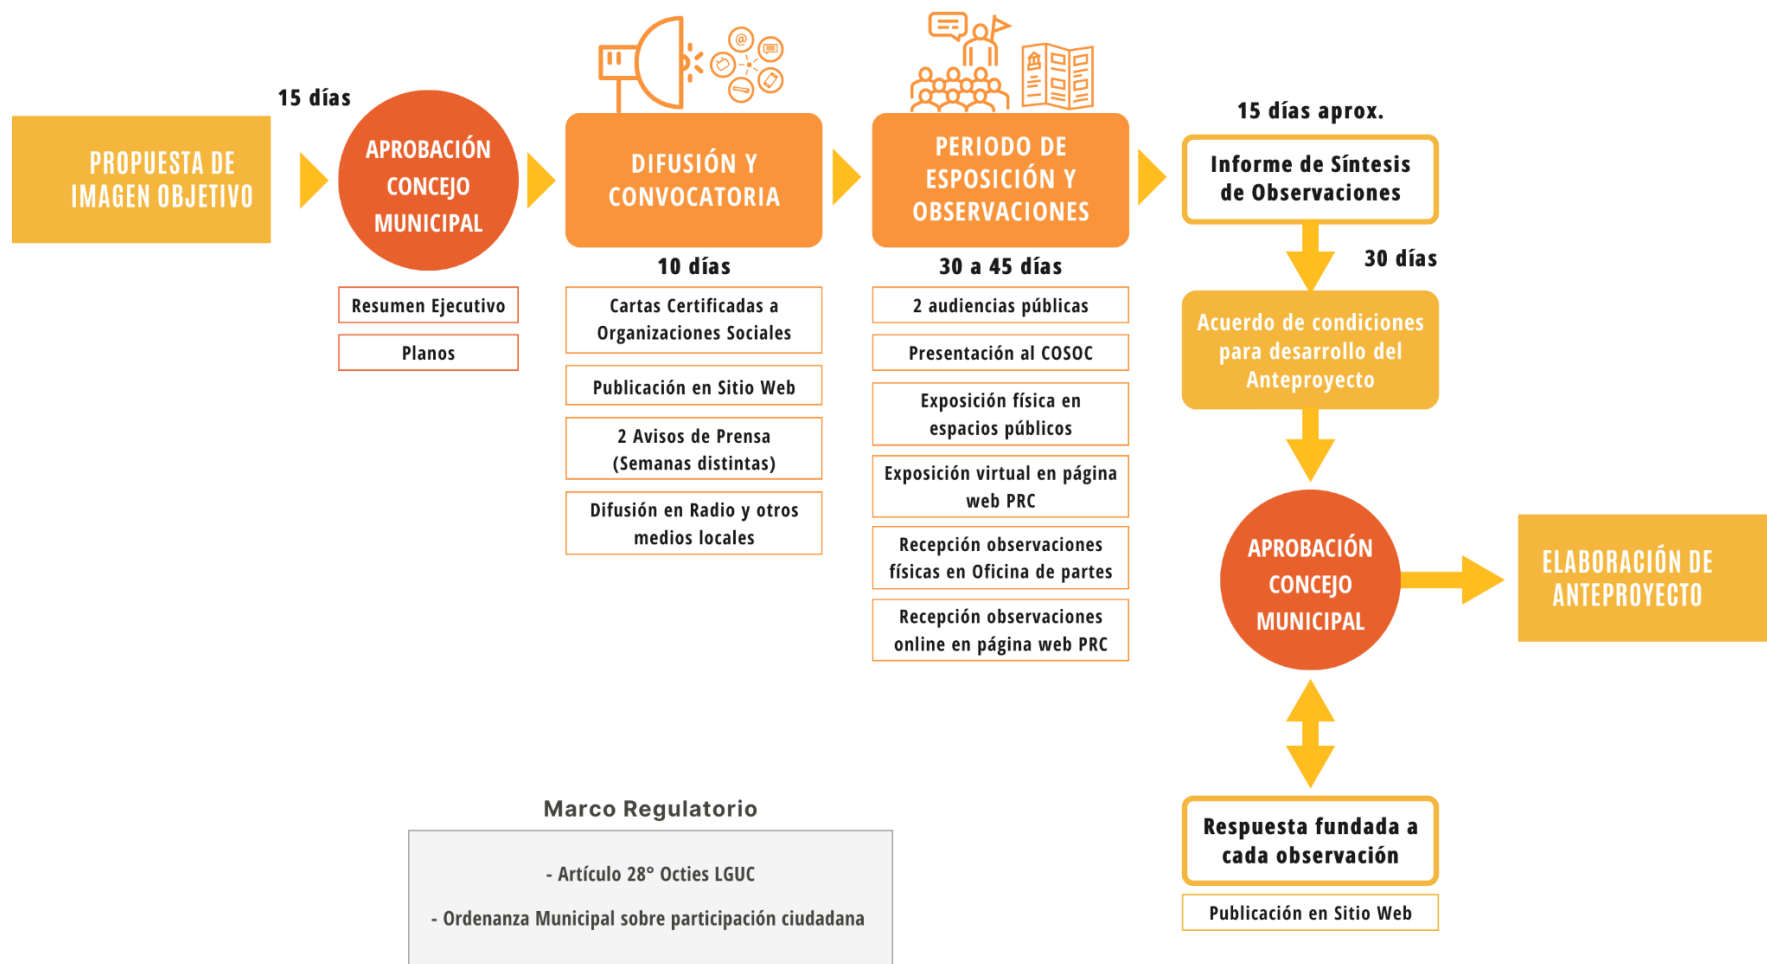 PROPUESTA DE
IMAGEN OBJETIVO
15 días
APROBACIÓN
CONCEJO
MUNICIPAL
Resumen Ejecutivo
Planos
DIFUSIÓN Y
CONVOCATORIA
10 días
Cartas Certificadas a
Organizaciones Sociales
Publicación en Sitio Web
2 Avisos de Prensa
(Semanas distintas)
Difusión en Radio y otros
medios locales
PERIODO DE
ESPOSICIÓN Y
OBSERVACIONES
30 a 45 días
2 audiencias públicas
Presentación al COSOC
Exposición física en
espacios públicos
Exposición virtual en página
web PRC
Recepción observaciones
físicas en Oficina de partes
Recepción observaciones
online en página web PRC
15 días aprox.
Informe de Síntesis
de Observaciones
30 días
Acuerdo de condiciones
para desarrollo del
Anteproyecto
APROBACIÓN
CONCEJO
MUNICIPAL
ELABORACIÓN DE
ANTEPROYECTO
Respuesta fundada a
cada observación
Publicación en Sitio Web
Marco Regulatorio
- Artículo 28° Octies LGUC
- Ordenanza Municipal sobre participación ciudadana